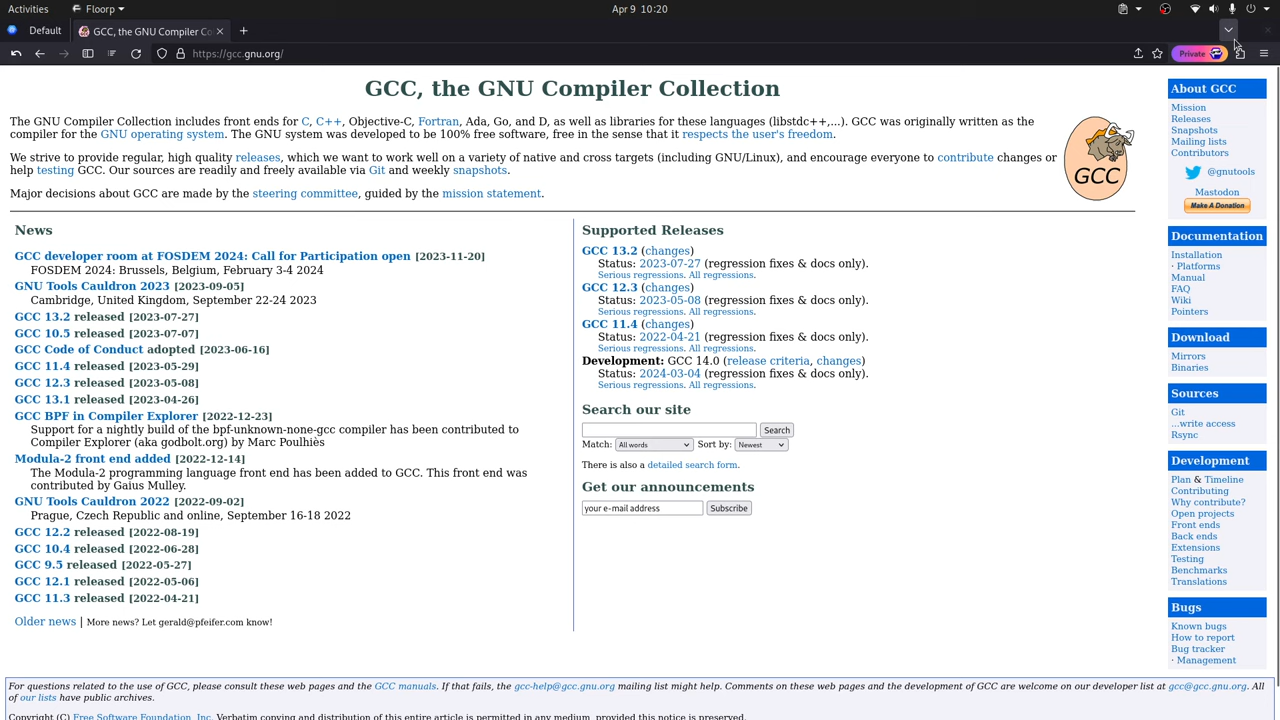 Activities
Floorp
Apr 9 10:20
Default
GCC, the GNU Compiler Co
https://gcc.gnu.org/
Private
GCC, the GNU Compiler Collection
The GNU Compiler Collection includes front ends for C, C++, Objective-C, Fortran, Ada, Go, and D, as well as libraries for these languages (libstdc++,...). GCC was originally written as the
compiler for the GNU operating system. The GNU system was developed to be 100% free software, free in the sense that it respects the user's freedom.
We strive to provide regular, high quality releases, which we want to work well on a variety of native and cross targets (including GNU/Linux), and encourage everyone to contribute changes or
help testing GCC. Our sources are readily and freely available via Git and weekly snapshots.
Major decisions about GCC are made by the steering committee, guided by the mission statement.
GCC
News
GCC developer room at FOSDEM 2024: Call for Participation open [2023-11-20]
FOSDEM 2024: Brussels, Belgium, February 3-4 2024
GNU Tools Cauldron 2023 [2023-09-05]
Cambridge, United Kingdom, September 22-24 2023
GCC 13.2 released [2023-07-27]
GCC 10.5 released [2023-07-07]
GCC Code of Conduct adopted [2023-06-16]
GCC 11.4 released [2023-05-29]
GCC 12.3 released [2023-05-08]
GCC 13.1 released [2023-04-26]
GCC BPF in Compiler Explorer [2022-12-23]
Support for a nightly build of the bpf-unknown-none-gcc compiler has been contributed to
Compiler Explorer (aka godbolt.org) by Marc Poulhiès
Modula-2 front end added [2022-12-14]
The Modula-2 programming language front end has been added to GCC. This front end was
contributed by Gaius Mulley.
GNU Tools Cauldron 2022 [2022-09-02]
Prague, Czech Republic and online, September 16-18 2022
GCC 12.2 released [2022-08-19]
GCC 10.4 released [2022-06-28]
GCC 9.5 released [2022-05-27]
GCC 12.1 released [2022-05-06]
GCC 11.3 released [2022-04-21]
Older news | More news? Let gerald@pfeifer.com know!
Supported Releases
GCC 13.2 (changes)
Status: 2023-07-27 (regression fixes & docs only).
Serious regressions. All regressions.
GCC 12.3 (changes)
Status: 2023-05-08 (regression fixes & docs only).
Serious regressions. All regressions.
GCC 11.4 (changes)
Status: 2022-04-21 (regression fixes & docs only).
Serious regressions. All regressions.
Development: GCC 14.0 (release criteria, changes)
Status: 2024-03-04 (regression fixes & docs only).
Serious regressions. All regressions.
Search our site
Search
Match: All words Sort by: Newest
There is also a detailed search form.
Get our announcements
your e-mail address Subscribe
About GCC
Mission
Releases
Snapshots
Mailing lists
Contributors
@gnutools
Mastodon
Make A Donation
Documentation
Installation
· Platforms
Manual
FAQ
Wiki
Pointers
Download
Mirrors
Binaries
Sources
Git
...write access
Rsync
Development
Plan & Timeline
Contributing
Why contribute?
Open projects
Front ends
Back ends
Extensions
Testing
Benchmarks
Translations
Bugs
Known bugs
How to report
Bug tracker
· Management
For questions related to the use of GCC, please consult these web pages and the GCC manuals. If that fails, the gcc-help@gcc.gnu.org mailing list might help. Comments on these web pages and the development of GCC are welcome on our developer list at gcc@gcc.gnu.org. All
of our lists have public archives.
Copyright (C) Free Software Foundation, Inc. Verbatim copying and distribution of this entire article is permitted in any medium, provided this notice is preserved.